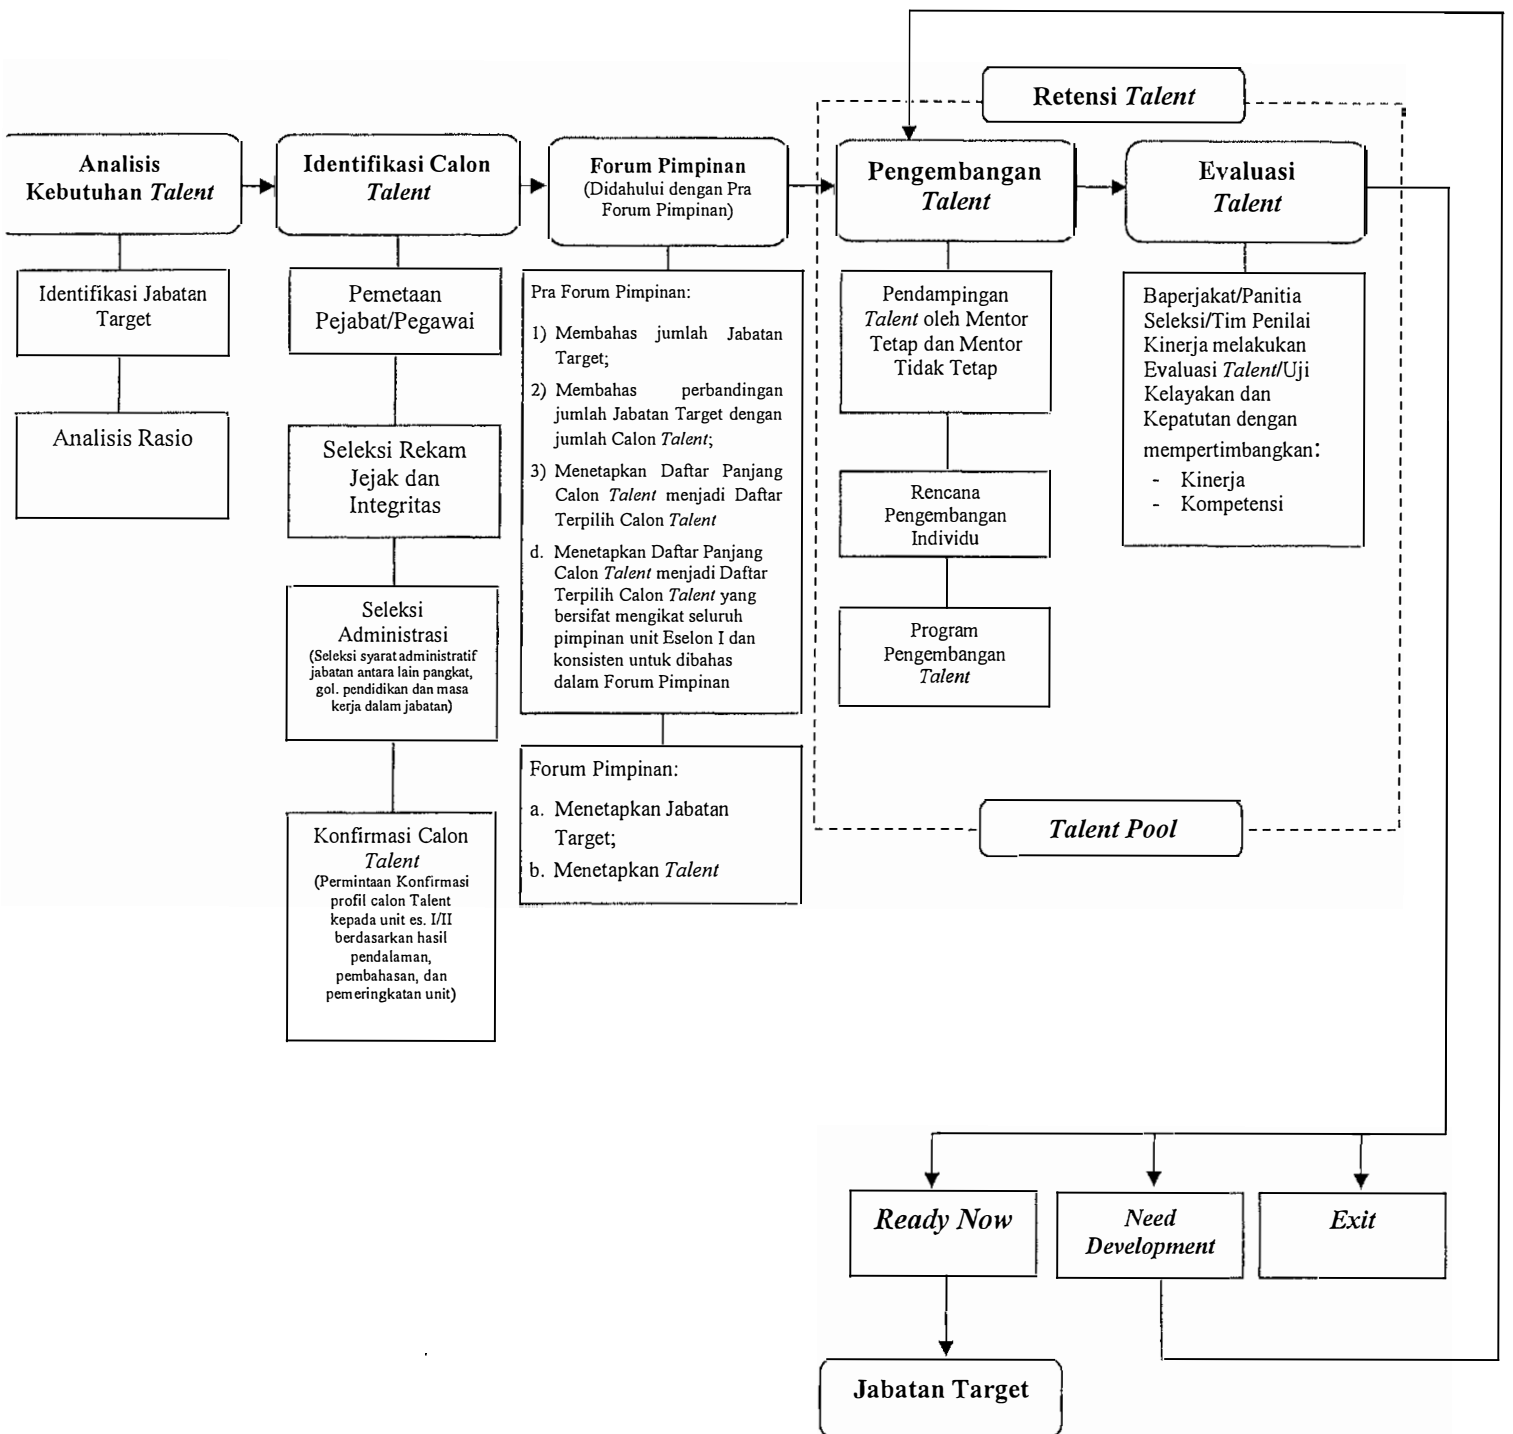 Retensi Talent
Analisis
Kebutuhan Talent
Identifikasi Calon
Talent
Forum Pimpinan
(Didahului dengan Pra
Forum Pimpinan)
Pengembangan
Talent
Evaluasi
Talent
Identifikasi Jabatan
Target
Analisis Rasio
Pemetaan
Pejabat/Pegawai
Seleksi Rekam
Jejak dan
Integritas
Seleksi
Administrasi
(Seleksi syarat administratif
jabatan antara lain pangkat,
gol. pendidikan dan masa
kerja dalam jabatan)
Konfirmasi Calon
Talent
(Permintaan Konfirmasi
profil calon Talent
kepada unit es. I/II
berdasarkan hasil
pendalaman,
pembahasan, dan
pemeringkatan unit)
Pra Forum Pimpinan:
1) Membahas jumlah Jabatan
Target;
2) Membahas perbandingan
jumlah Jabatan Target dengan
jumlah Calon Talent;
3) Menetapkan Daftar Panjang
Calon Talent menjadi Daftar
Terpilih Calon Talent
d. Menetapkan Daftar Panjang
Calon Talent menjadi Daftar
Terpilih Calon Talent yang
bersifat mengikat seluruh
pimpinan unit Eselon I dan
konsisten untuk dibahas
dalam Forum Pimpinan
Forum Pimpinan:
a. Menetapkan Jabatan
Target;
b. Menetapkan Talent
Pendampingan
Talent oleh Mentor
Tetap dan Mentor
Tidak Tetap
Rencana
Pengembangan
Individu
Program
Pengembangan
Talent
Baperjakat/Panitia
Seleksi/Tim Penilai
Kinerja melakukan
Evaluasi Talent/Uji
Kelayakan dan
Kepatutan dengan
mempertimbangkan:
- Kinerja
- Kompetensi
Talent Pool
Ready Now
Need
Development
Exit
Jabatan Target